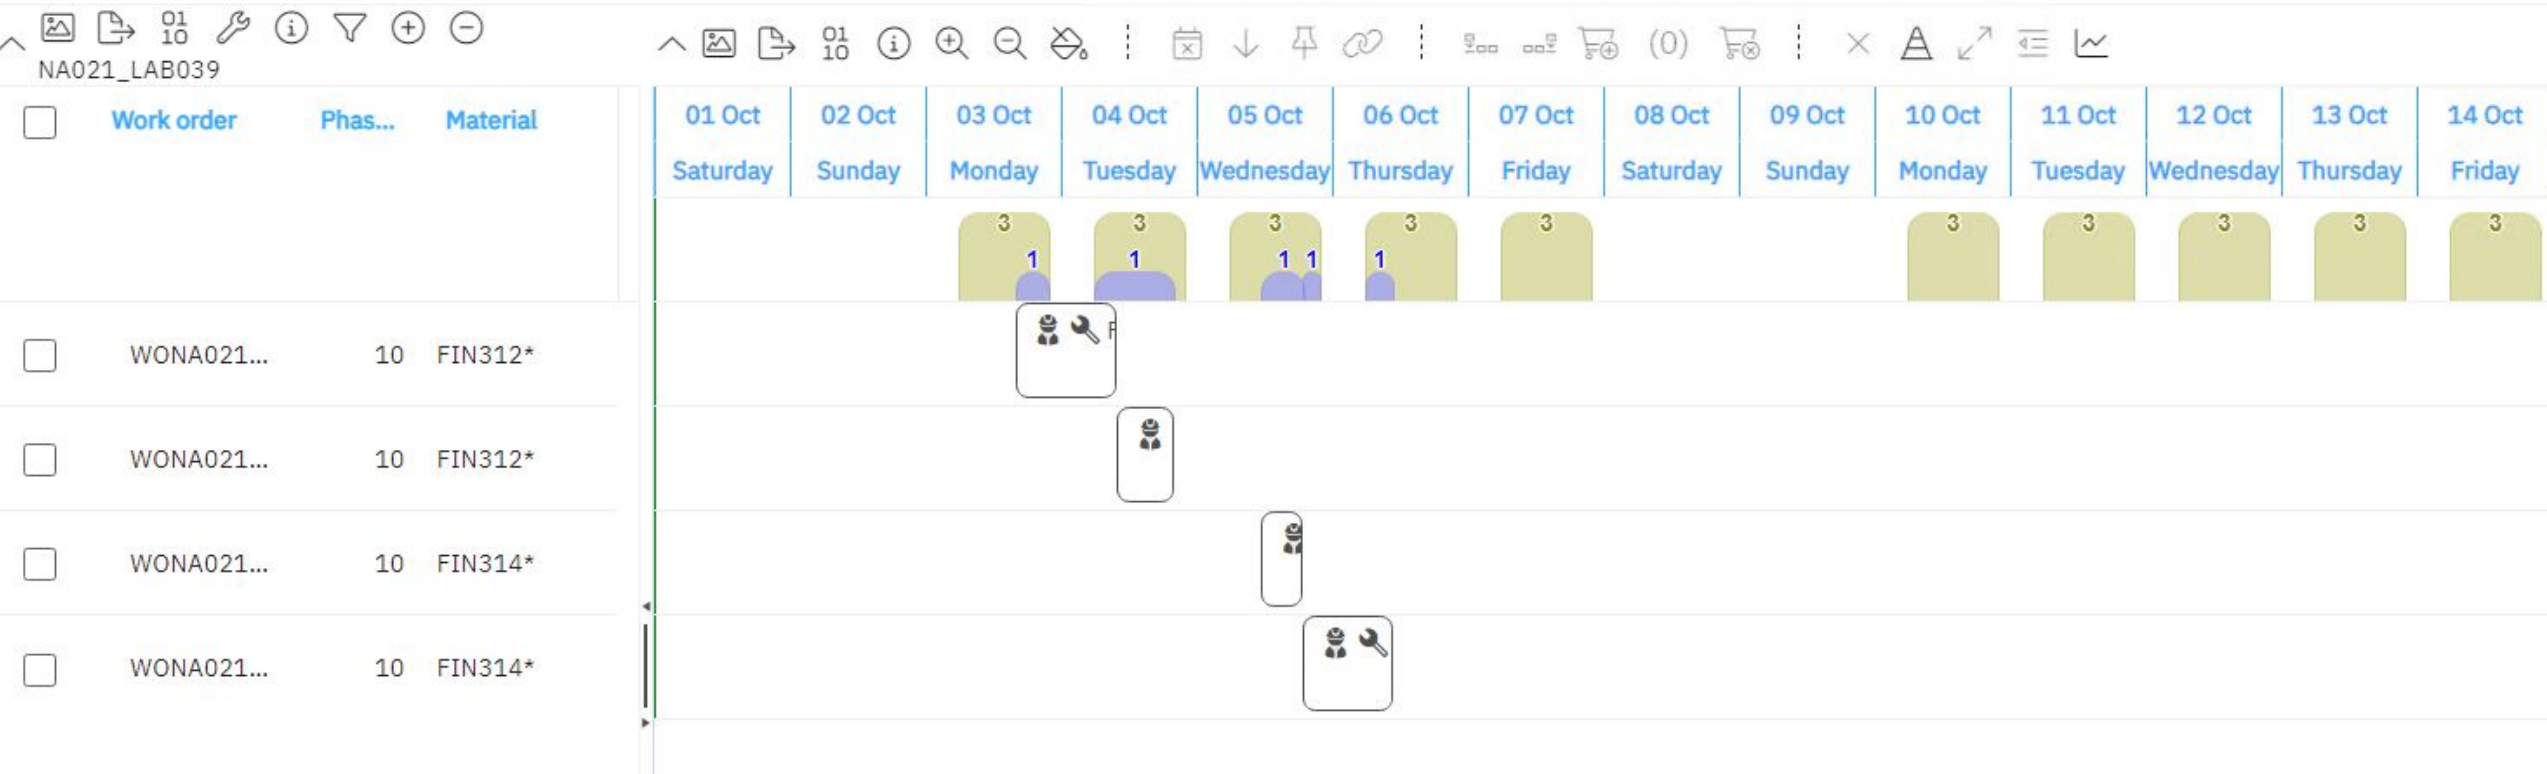 01
10
01
10
(0)
NA021_LAB039
Work order Phas... Material
01 Oct 02 Oct 03 Oct 04 Oct 05 Oct 06 Oct 07 Oct 08 Oct 09 Oct 10 Oct 11 Oct 12 Oct 13 Oct 14 Oct
Saturday Sunday Monday Tuesday Wednesday Thursday Friday Saturday Sunday Monday Tuesday Wednesday Thursday Friday
3 3 3 3 3 3 3 3 3 3
1 1 1 1 1
WONA021... 10 FIN312*
WONA021... 10 FIN312*
WONA021... 10 FIN314*
WONA021... 10 FIN314*